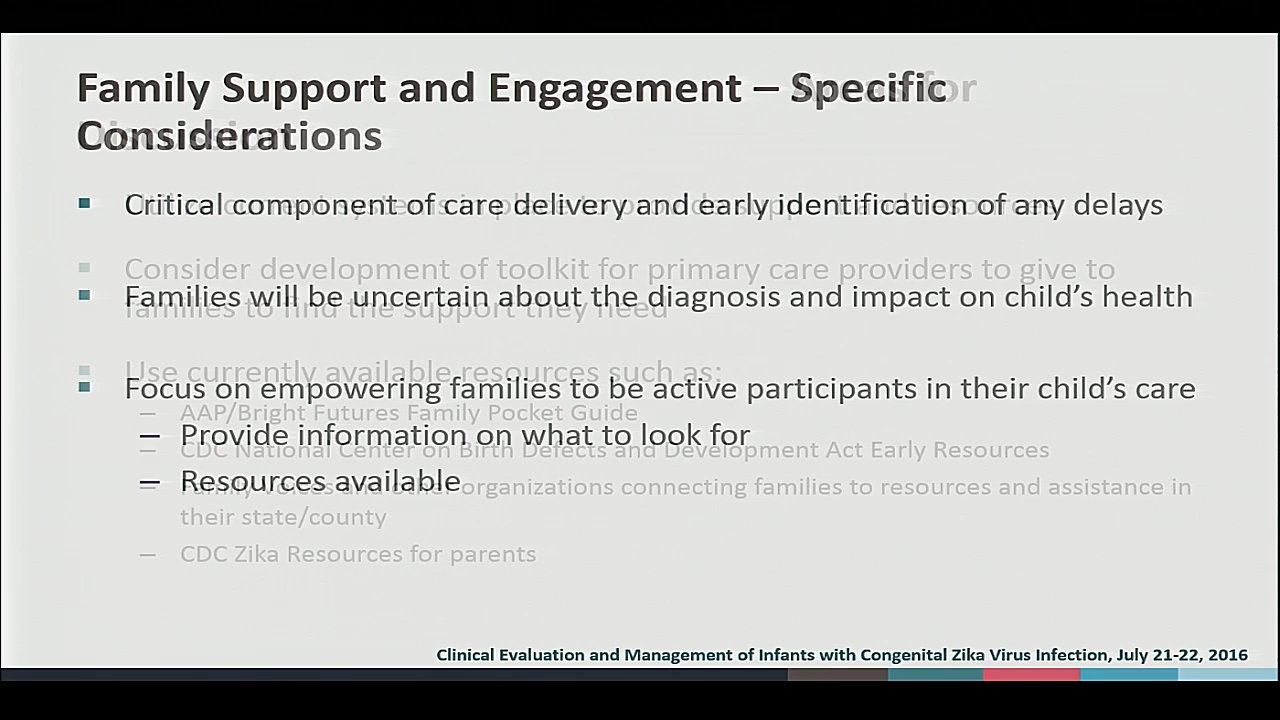 Family Support and Engagement – Specific
Considerations
▪ Critical component of care delivery and early identification of any delays
▪ Consider development of toolkit for primary care providers to give to
▪ Families will be uncertain about the diagnosis and impact on child’s health
families to find the support they need
▪ Use currently available resources such as:
▪ Focus on empowering families to be active participants in their child’s care
– AAP/Bright Futures Family Pocket Guide
– Provide information on what to look for
– CDC National Center on Birth Defects and Development Act Early Resources
– Resources available
– Family Voices and other organizations connecting families to resources and assistance in
their state/county
– CDC Zika Resources for parents
Clinical Evaluation and Management of Infants with Congenital Zika Virus Infection, July 21-22, 2016